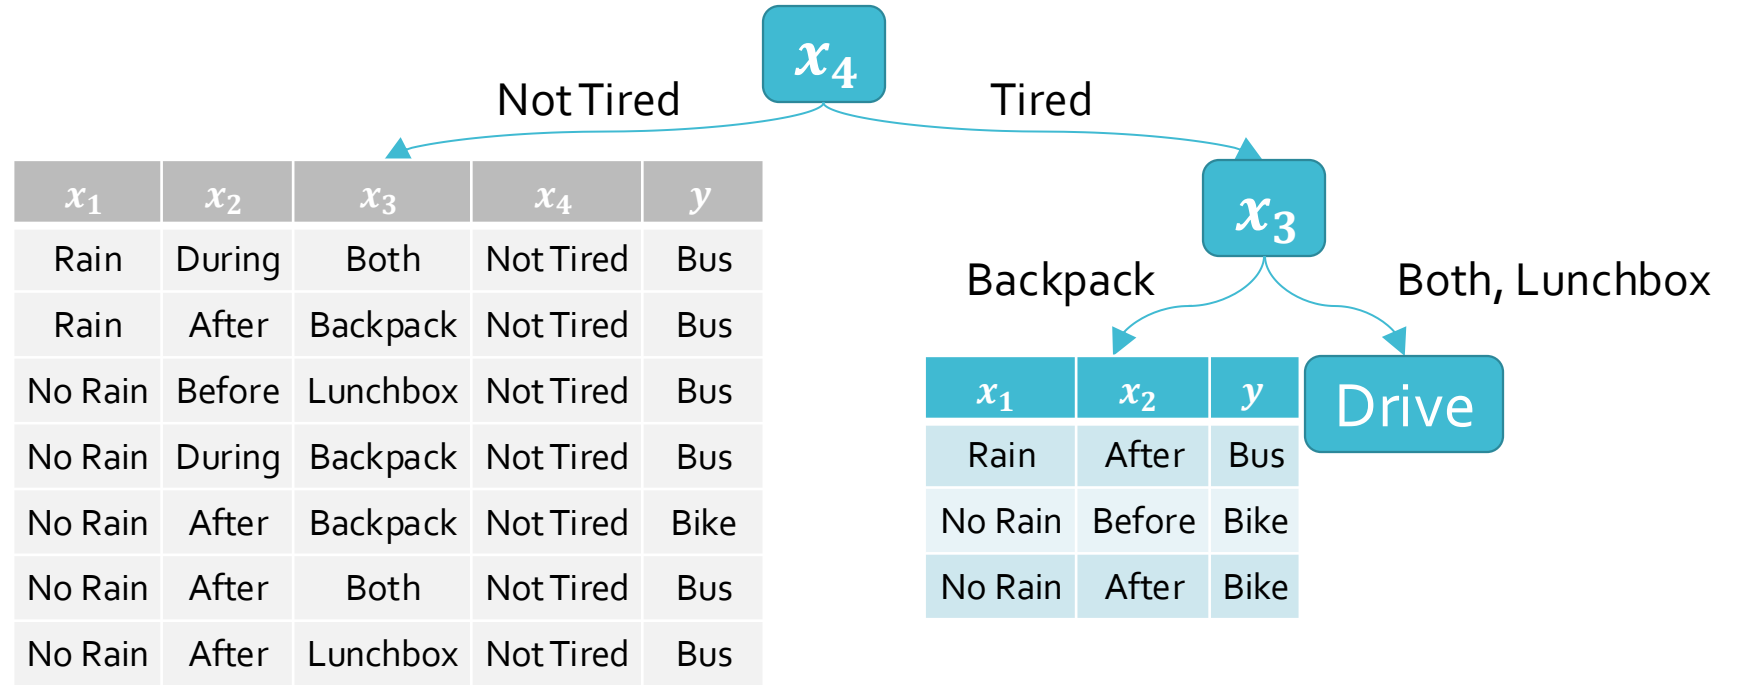 x₄
Not Tired Tired
x₁ x₂ x₃ x₄ y
Rain During Both Not Tired Bus
Rain After Backpack Not Tired Bus
No Rain Before Lunchbox Not Tired Bus
No Rain During Backpack Not Tired Bus
No Rain After Backpack Not Tired Bike
No Rain After Both Not Tired Bus
No Rain After Lunchbox Not Tired Bus
x₃
Backpack Both, Lunchbox
x₁ x₂ y
Rain After Bus
No Rain Before Bike
No Rain After Bike
Drive